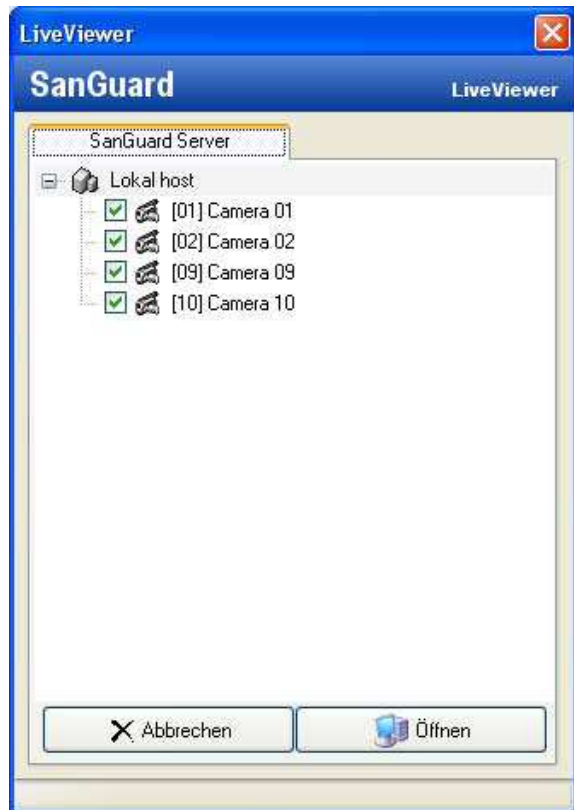 LiveViewer
SanGuard LiveViewer
SanGuard Server
Lokal host
[01] Camera 01
[02] Camera 02
[09] Camera 09
[10] Camera 10
Abbrechen Öffnen